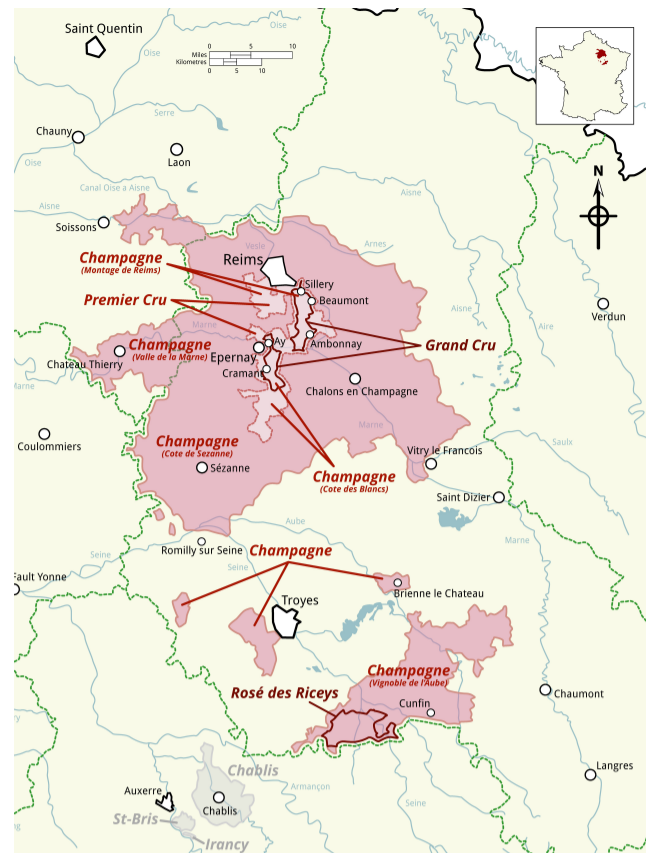 Saint Quentin
Oise
Miles
0 5 10
Kilometres
0 5 10
Serre
Chauny
Laon
Oise
N
Canal Oise a Aisne
Aisne
Aisne
Soissons
Vesle
Arnes
Champagne
(Montage de Reims)
Reims
Sillery
Aisne
Aire
Meuse
Premier Cru
Beaumont
Verdun
Marne
Champagne
(Valle de la Marne)
Ay
Ambonnay
Grand Cru
Chateau Thierry
Epernay
Cramant
Marne
Chalons en Champagne
Marne
Coulommiers
Champagne
(Cote de Sezanne)
Saulx
Vitry le Francois
Sézanne
Champagne
(Cote des Blancs)
Saint Dizier
Aube
Marne
Romilly sur Seine
Champagne
Seine
Seine
Fault Yonne
Brienne le Chateau
Troyes
Champagne
(Vignoble de l'Aube)
Rosé des Riceys
Chaumont
Cunfin
Langres
Chablis
Armançon
Auxerre
Chablis
Seine
St-Bris
Irancy